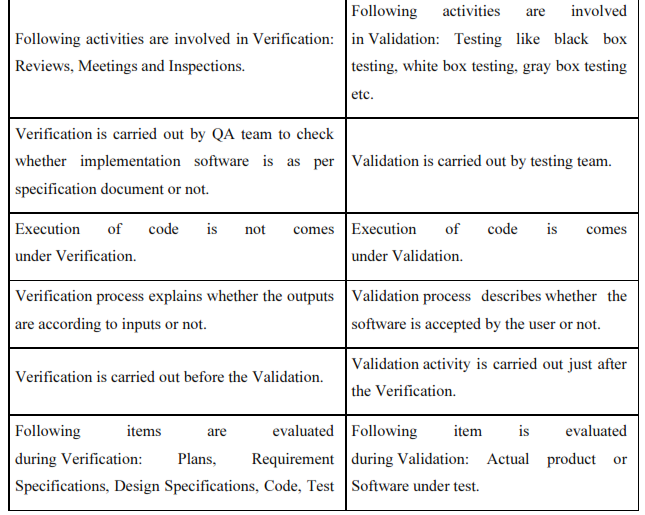 Following activities are involved in Verification:
Reviews, Meetings and Inspections.
Following activities are involved
in Validation: Testing like black box
testing, white box testing, gray box testing
etc.
Verification is carried out by QA team to check
whether implementation software is as per
specification document or not.
Validation is carried out by testing team.
Execution of code is not comes
under Verification.
Execution of code is comes
under Validation.
Verification process explains whether the outputs
are according to inputs or not.
Validation process describes whether the
software is accepted by the user or not.
Verification is carried out before the Validation.
Validation activity is carried out just after
the Verification.
Following items are evaluated
during Verification: Plans, Requirement
Specifications, Design Specifications, Code, Test
Following item is evaluated
during Validation: Actual product or
Software under test.